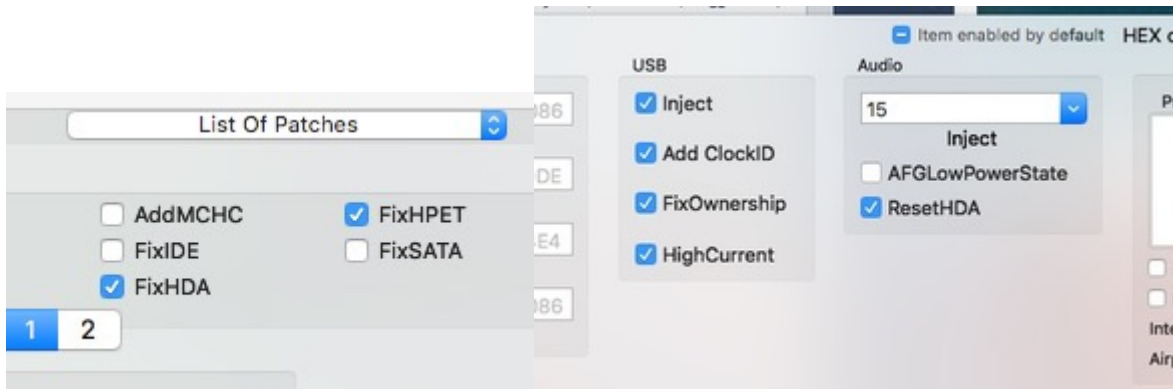 List Of Patches
AddMCHC
FixHPET
FixIDE
FixSATA
FixHDA
1 2
Item enabled by default HEX
USB
Audio
Inject
15
Inject
Add ClockID
AFGLowPowerState
FixOwnership
ResetHDA
HighCurrent